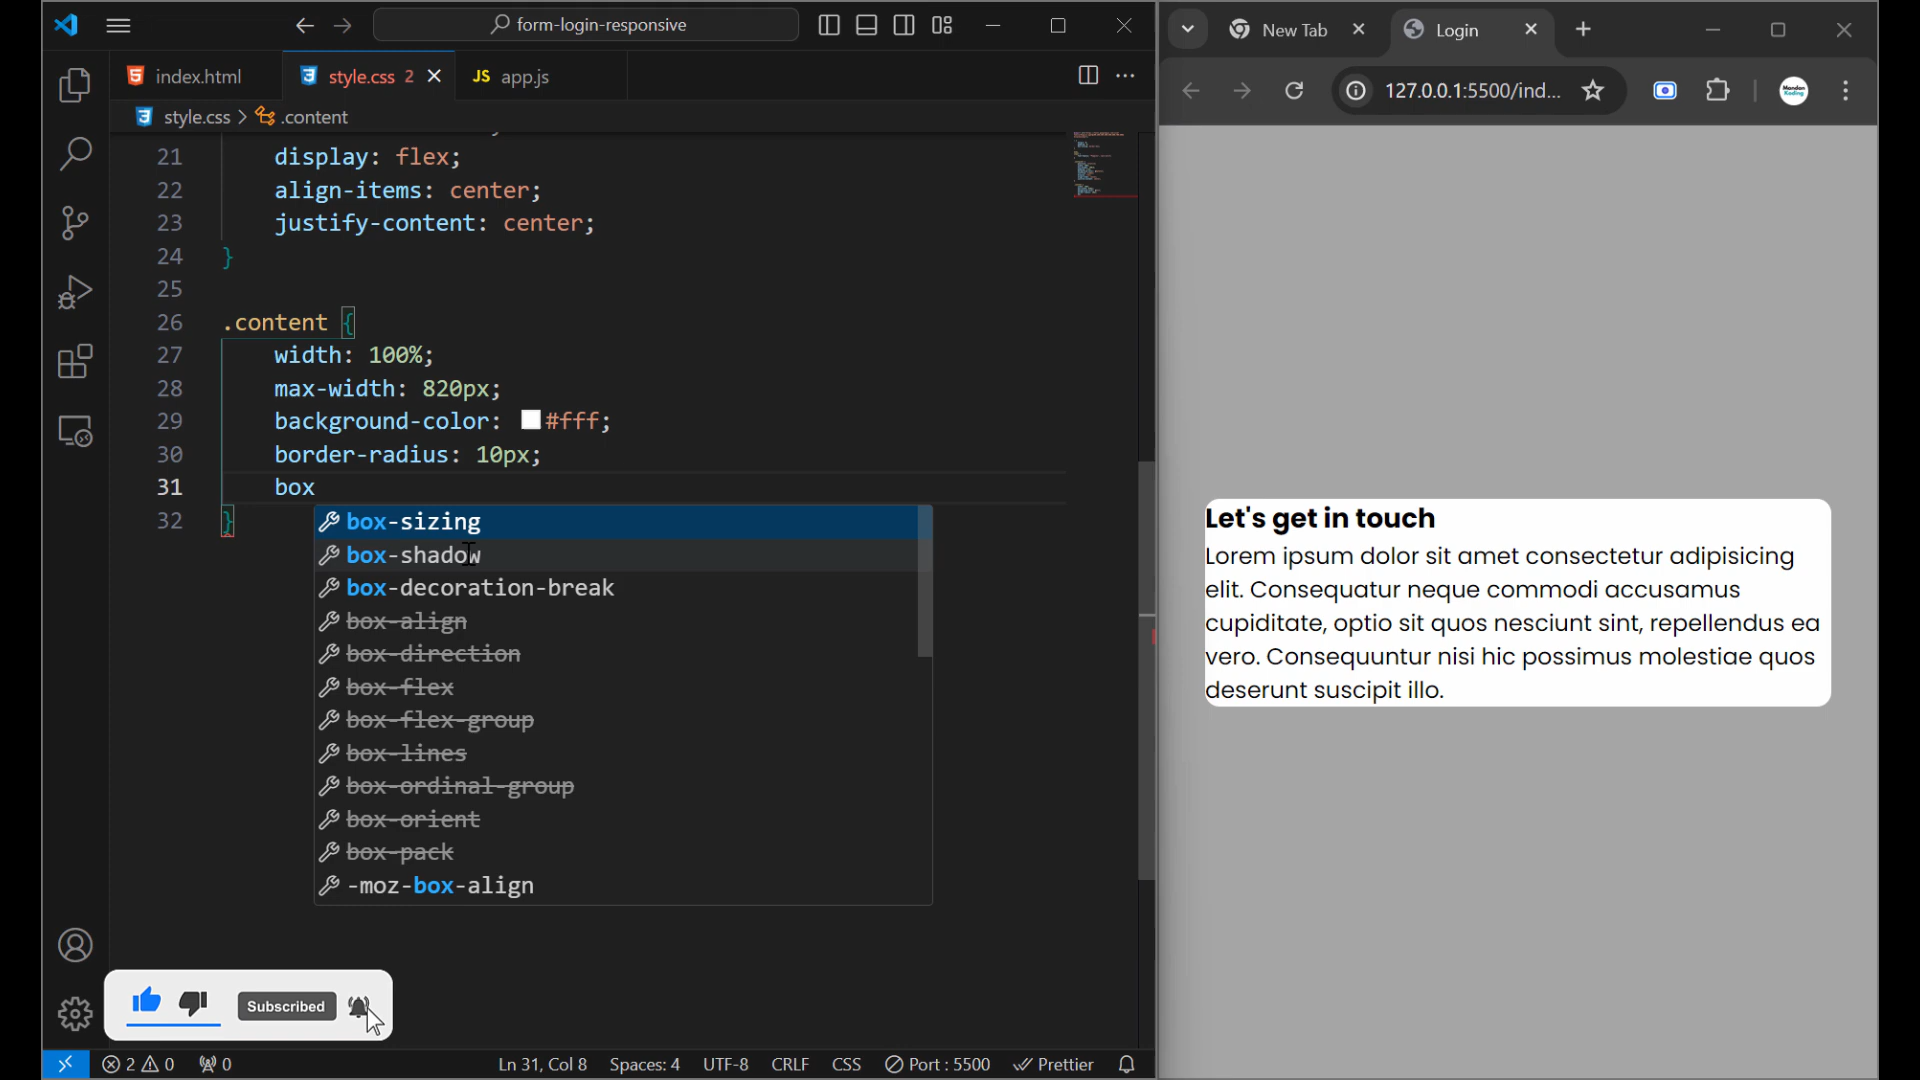 form-login-responsive
index.html
style.css 2
JS app.js
style.css > .content
21 display: flex;
22 align-items: center;
23 justify-content: center;
24 }
25
26 .content {
27 width: 100%;
28 max-width: 820px;
29 background-color: #fff;
30 border-radius: 10px;
31 box
32 }
box-sizing
box-shadow
box-decoration-break
box-align
box-direction
box-flex
box-flex-group
box-lines
box-ordinal-group
box-orient
box-pack
-moz-box-align
Subscribed
2 0 0 Ln 31, Col 8 Spaces: 4 UTF-8 CRLF CSS Port : 5500 Prettier
New Tab
Login
127.0.0.1:5500/ind...
Mandan
Koding
Let's get in touch
Lorem ipsum dolor sit amet consectetur adipisicing
elit. Consequatur neque commodi accusamus
cupiditate, optio sit quos nesciunt sint, repellendus ea
vero. Consequuntur nisi hic possimus molestiae quos
deserunt suscipit illo.